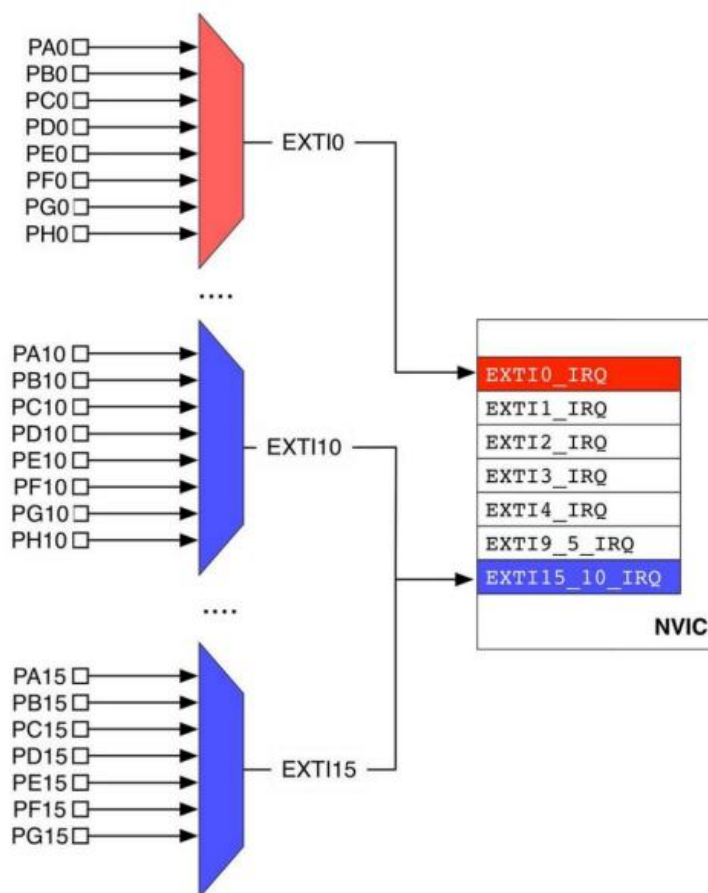 PA0
PB0
PC0
PD0
PE0
PF0
PG0
PH0
EXTI0
....
PA10
PB10
PC10
PD10
PE10
PF10
PG10
PH10
EXTI10
....
PA15
PB15
PC15
PD15
PE15
PF15
PG15
EXTI15
EXTI0_IRQ
EXTI1_IRQ
EXTI2_IRQ
EXTI3_IRQ
EXTI4_IRQ
EXTI9_5_IRQ
EXTI15_10_IRQ
NVIC